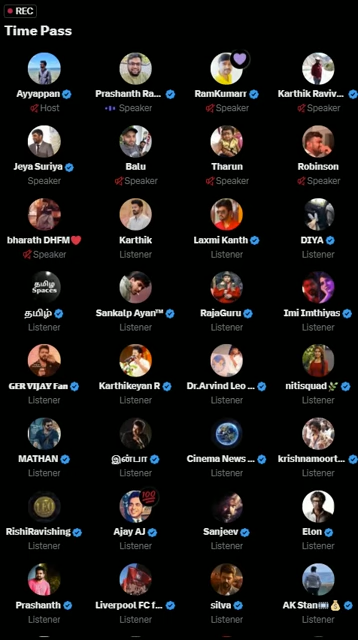 REC
Time Pass
Ayyappan Prashanth Ra... RamKumarr Karthik Raviv...
Host Speaker Speaker Speaker
Jeya Suriya Balu Tharun Robinson
Speaker Speaker Speaker Speaker
bharath DHFM❤️ Karthik Laxmi Kanth DIYA
Speaker Listener Listener Listener
தமிழ்
Spaces
தமிழ் Sankalp Ayan™ RajaGuru Imi Imthiyas
Listener Listener Listener Listener
GER VIJAY Fan Karthikeyan R Dr.Arvind Leo ... nitisquad🌿
Listener Listener Listener Listener
MATHAN இன்பா Cinema News ... krishnamoort...
Listener Listener Listener Listener
💯
RishiRavishing Ajay AJ Sanjeev Elon
Listener Listener Listener Listener
Prashanth Liverpool FC f... silva AK Stan🎟️💰
Listener Listener Listener Listener